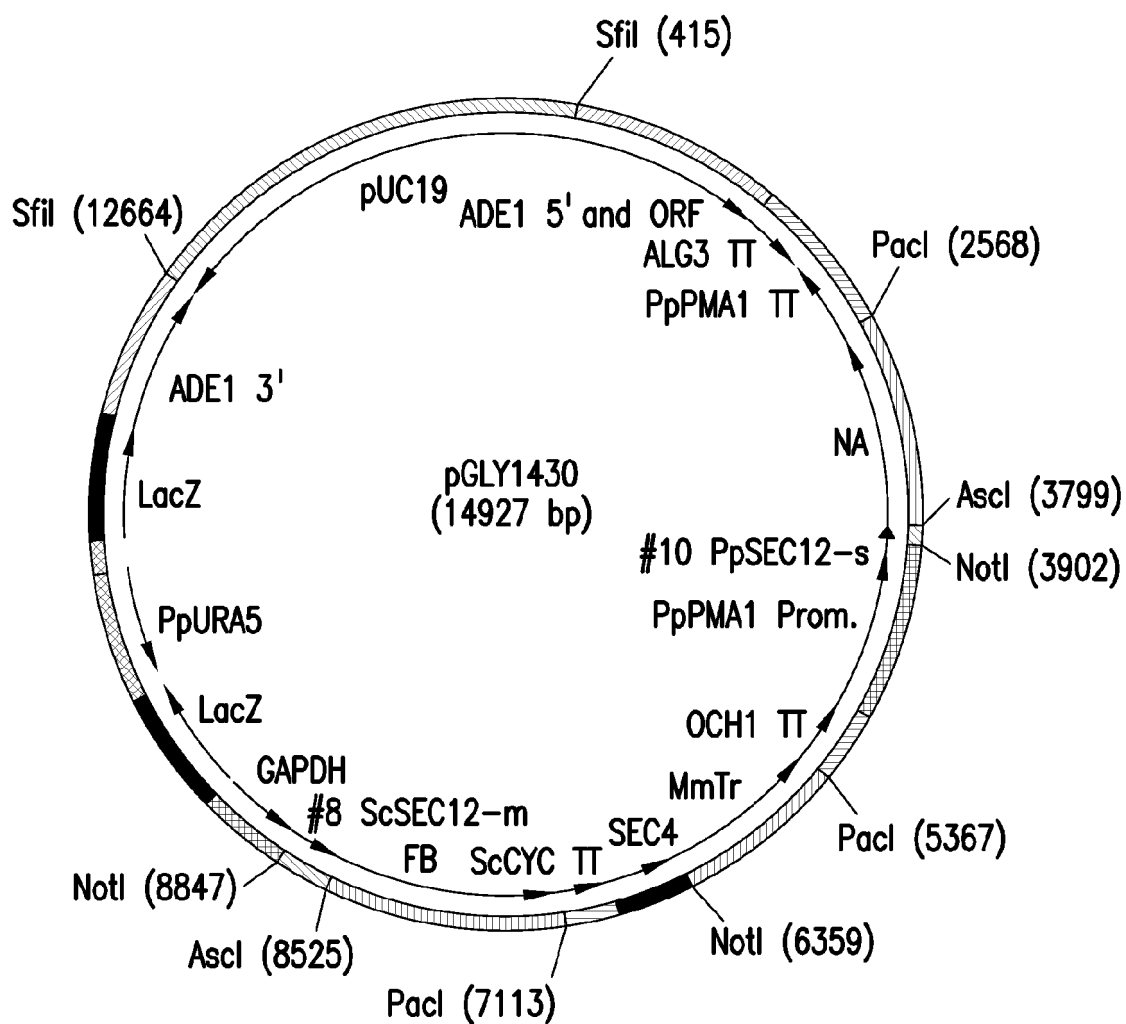 SfiI (415)
pUC19
SfiI (12664)
ADE1 5' and ORF
ALG3 TT
PacI (2568)
PpPMA1 TT
ADE1 3'
NA
LacZ
pGLY1430
(14927 bp)
AscI (3799)
#10 PpSEC12-s
NotI (3902)
PpPMA1 Prom.
PpURA5
LacZ
OCH1 TT
GAPDH
MmTr
#8 ScSEC12-m
SEC4
PacI (5367)
FB
ScCYC TT
NotI (8847)
NotI (6359)
AscI (8525)
PacI (7113)